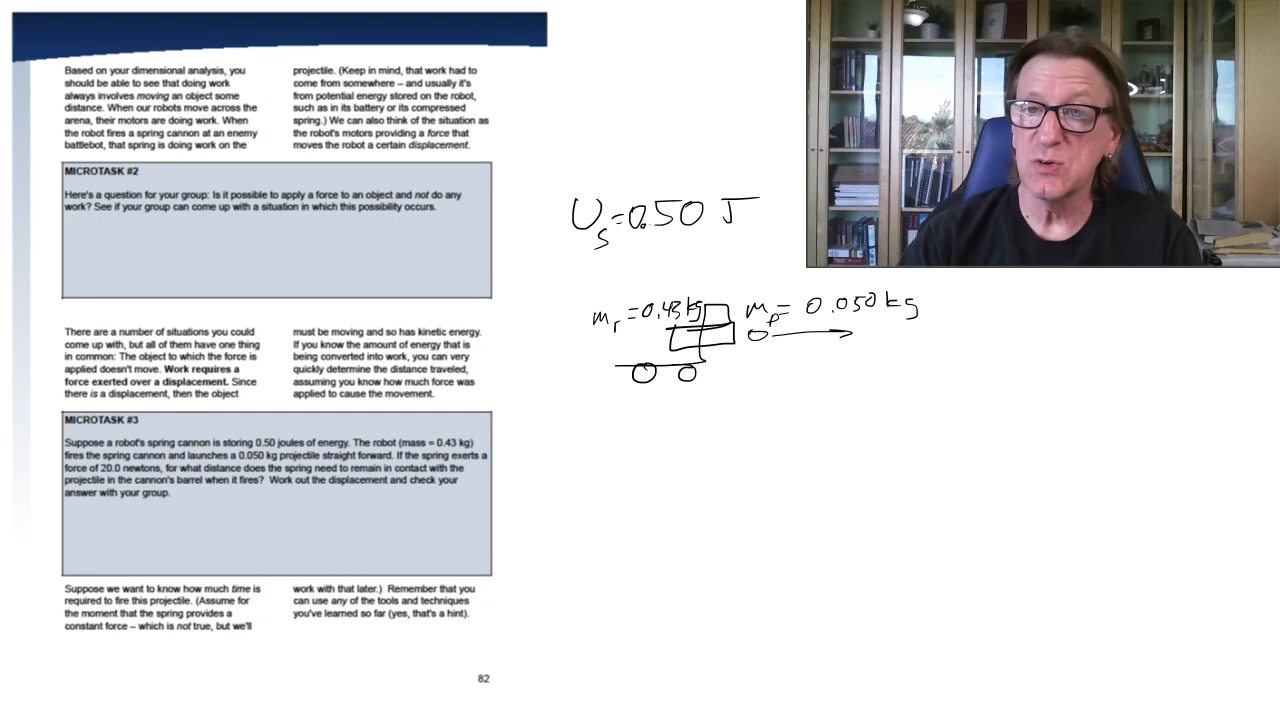 Based on your dimensional analysis, you
should be able to see that doing work
always involves moving an object some
distance. When our robots move across the
arena, their motors are doing work. When
the robot fires a spring cannon at an enemy
battlebot, that spring is doing work on the
projectile. (Keep in mind, that work had to
come from somewhere – and usually it's
from potential energy stored on the robot,
such as in its battery or its compressed
spring.) We can also think of the situation as
the robot's motors providing a force that
moves the robot a certain displacement.
MICROTASK #2
Here's a question for your group: Is it possible to apply a force to an object and not do any
work? See if your group can come up with a situation in which this possibility occurs.
There are a number of situations you could
come up with, but all of them have one thing
in common: The object to which the force is
applied doesn't move. Work requires a
force exerted over a displacement. Since
there is a displacement, then the object
must be moving and so has kinetic energy.
If you know the amount of energy that is
being converted into work, you can very
quickly determine the distance traveled,
assuming you know how much force was
applied to cause the movement.
MICROTASK #3
Suppose a robot's spring cannon is storing 0.50 joules of energy. The robot (mass = 0.43 kg)
fires the spring cannon and launches a 0.050 kg projectile straight forward. If the spring exerts a
force of 20.0 newtons, for what distance does the spring need to remain in contact with the
projectile in the cannon's barrel when it fires? Work out the displacement and check your
answer with your group.
Suppose we want to know how much time is
required to fire this projectile. (Assume for
the moment that the spring provides a
constant force – which is not true, but we'll
work with that later.) Remember that you
can use any of the tools and techniques
you've learned so far (yes, that's a hint).
82
U_s=0.50 J
m_r=0.43kg m_p= 0.050kg